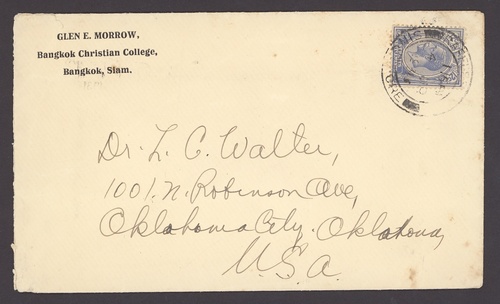 GLEN E. MORROW,
Bangkok Christian College,
Bangkok, Siam.
Dr. L. C. Walter,
1001. N. Robinson Ave,
Oklahoma City. Oklahoma,
U.S.A.